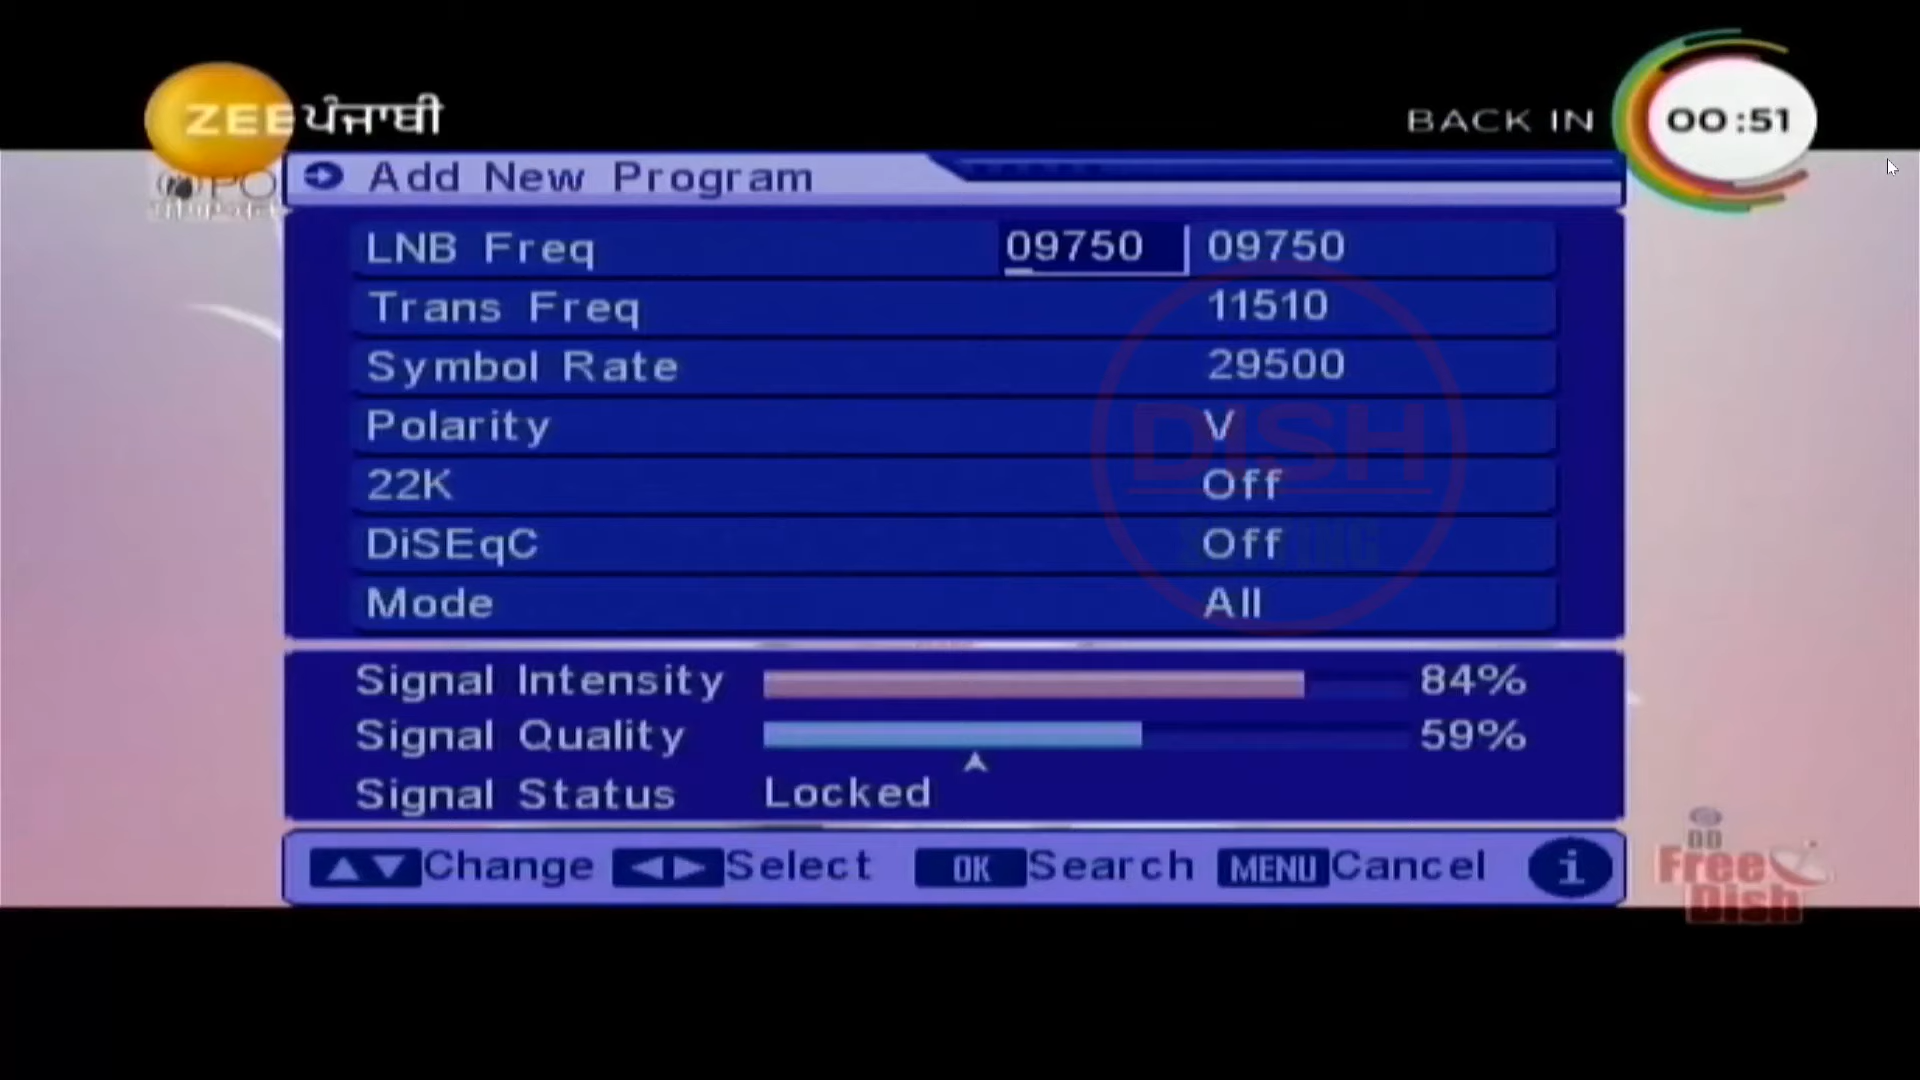 ZEE ਪੰਜਾਬੀ
BACK IN 00:51
Add New Program
LNB Freq 09750 09750
Trans Freq 11510
Symbol Rate 29500
Polarity V
22K Off
DiSEqC Off
Mode All
DISH
Signal Intensity 84%
Signal Quality 59%
Signal Status Locked
Change Select OK Search MENU Cancel i
DD
Free
Dish